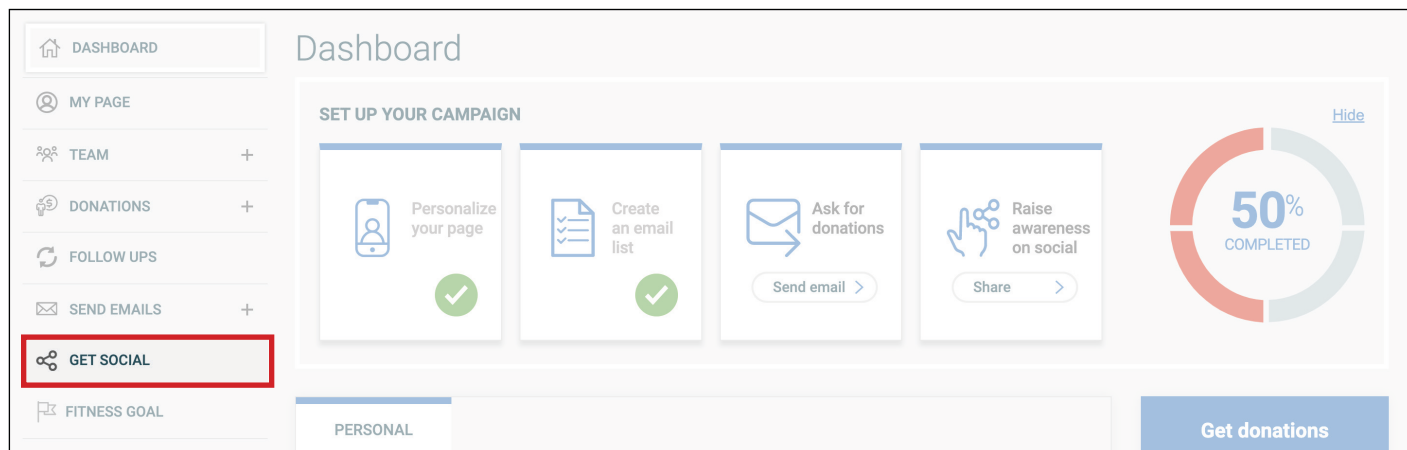 DASHBOARD
MY PAGE
TEAM
DONATIONS
FOLLOW UPS
SEND EMAILS
GET SOCIAL
FITNESS GOAL
Dashboard
SET UP YOUR CAMPAIGN
Hide
Personalize
your page
Create
an email
list
Ask for
donations
Send email
Raise
awareness
on social
Share
50%
COMPLETED
PERSONAL
Get donations